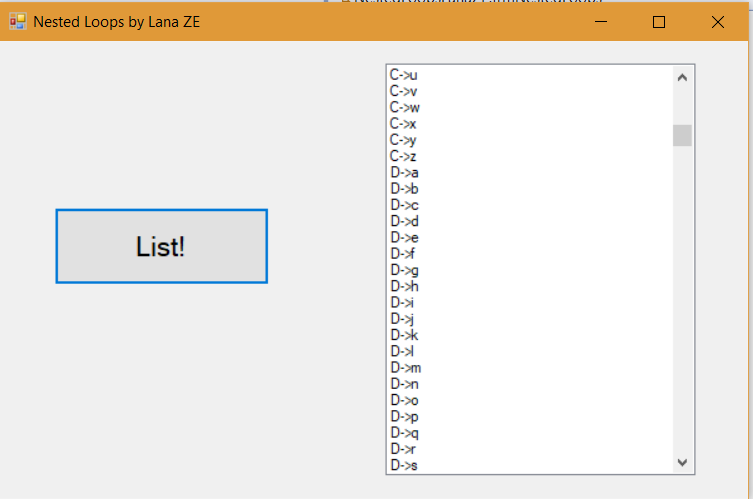 Nested Loops by Lana ZE
List!
C->u
C->v
C->w
C->x
C->y
C->z
D->a
D->b
D->c
D->d
D->e
D->f
D->g
D->h
D->i
D->j
D->k
D->l
D->m
D->n
D->o
D->p
D->q
D->r
D->s